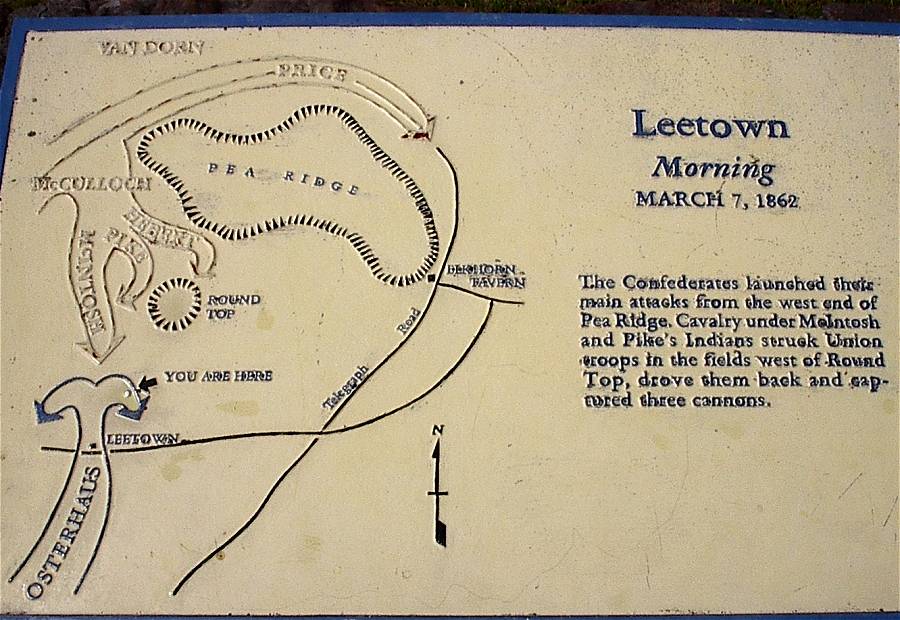 VAN DORN
PRICE
PEA RIDGE
McCULLOCH
HEBERT
PIKE
McINTOSH
ROUND
TOP
ELKHORN
TAVERN
Telegraph Road
YOU ARE HERE
LEETOWN
OSTERHAUS
N
Leetown
Morning
MARCH 7, 1862
The Confederates launched their
main attacks from the west end of
Pea Ridge. Cavalry under McIntosh
and Pike's Indians struck Union
troops in the fields west of Round
Top, drove them back and cap-
tured three cannons.